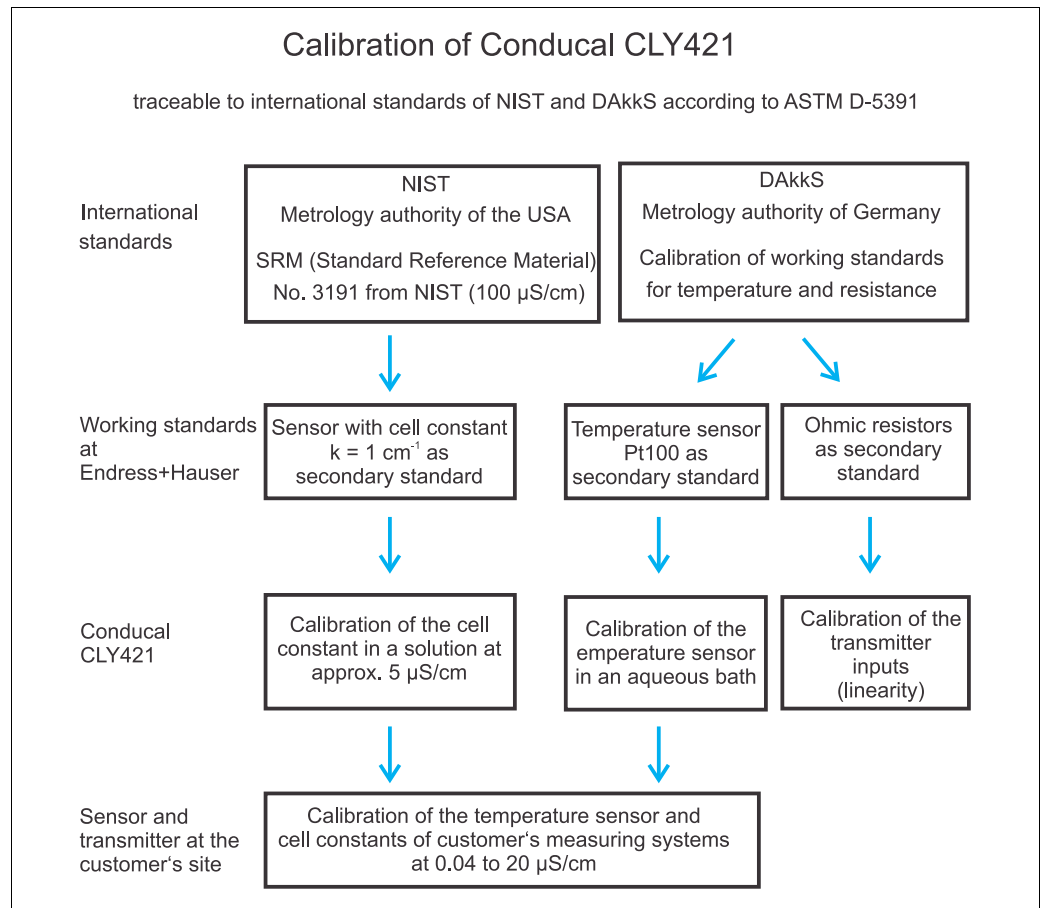 Calibration of Conducal CLY421
traceable to international standards of NIST and DAkkS according to ASTM D-5391
International
standards
NIST
Metrology authority of the USA
SRM (Standard Reference Material)
No. 3191 from NIST (100 µS/cm)
DAkkS
Metrology authority of Germany
Calibration of working standards
for temperature and resistance
Working standards
at
Endress+Hauser
Sensor with cell constant
k = 1 cm⁻¹ as
secondary standard
Temperature sensor
Pt100 as
secondary standard
Ohmic resistors
as secondary
standard
Conducal
CLY421
Calibration of the cell
constant in a solution at
approx. 5 µS/cm
Calibration of the
emperature sensor
in an aqueous bath
Calibration of the
transmitter
inputs
(linearity)
Sensor and
transmitter at the
customer‘s site
Calibration of the temperature sensor and
cell constants of customer‘s measuring systems
at 0.04 to 20 µS/cm